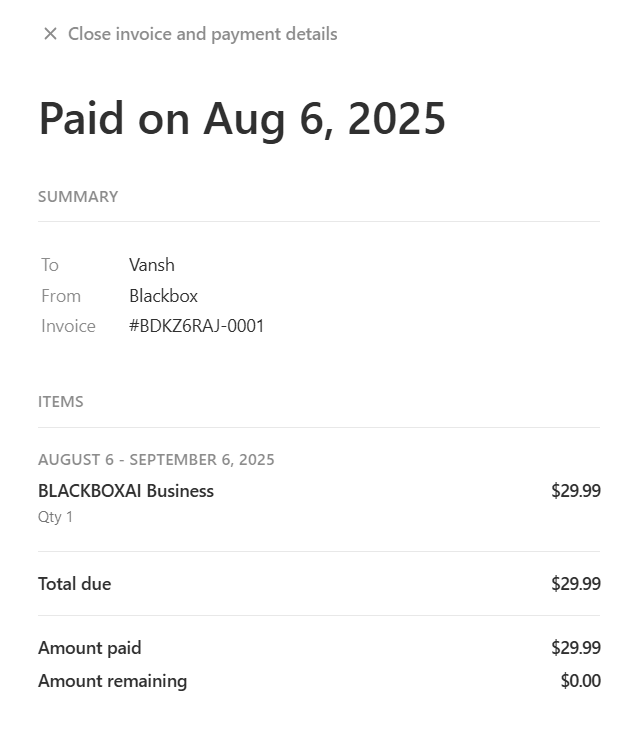 Close invoice and payment details
Paid on Aug 6, 2025
SUMMARY
To Vansh
From Blackbox
Invoice #BDKZ6RAJ-0001
ITEMS
AUGUST 6 - SEPTEMBER 6, 2025
BLACKBOXAI Business $29.99
Qty 1
Total due $29.99
Amount paid $29.99
Amount remaining $0.00